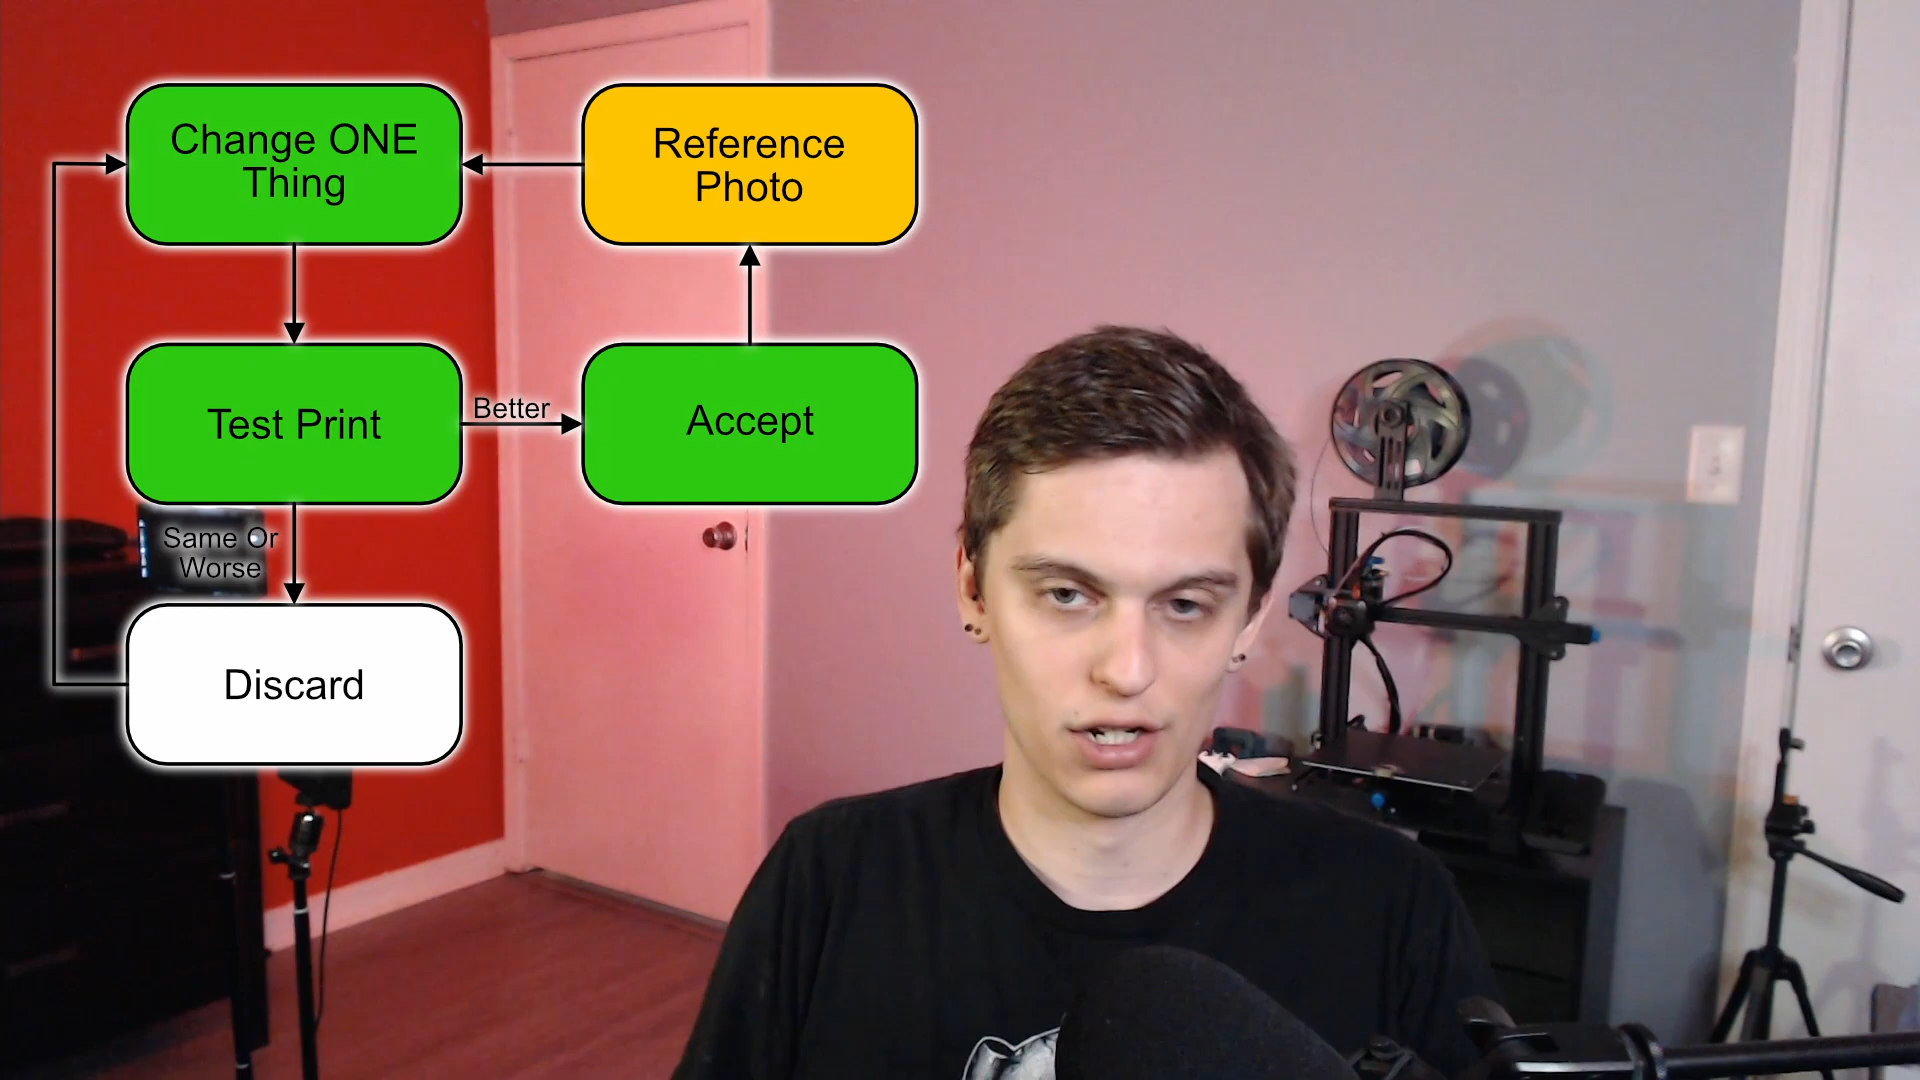 Change ONE
Thing
Reference
Photo
Test Print
Better
Accept
Same Or
Worse
Discard